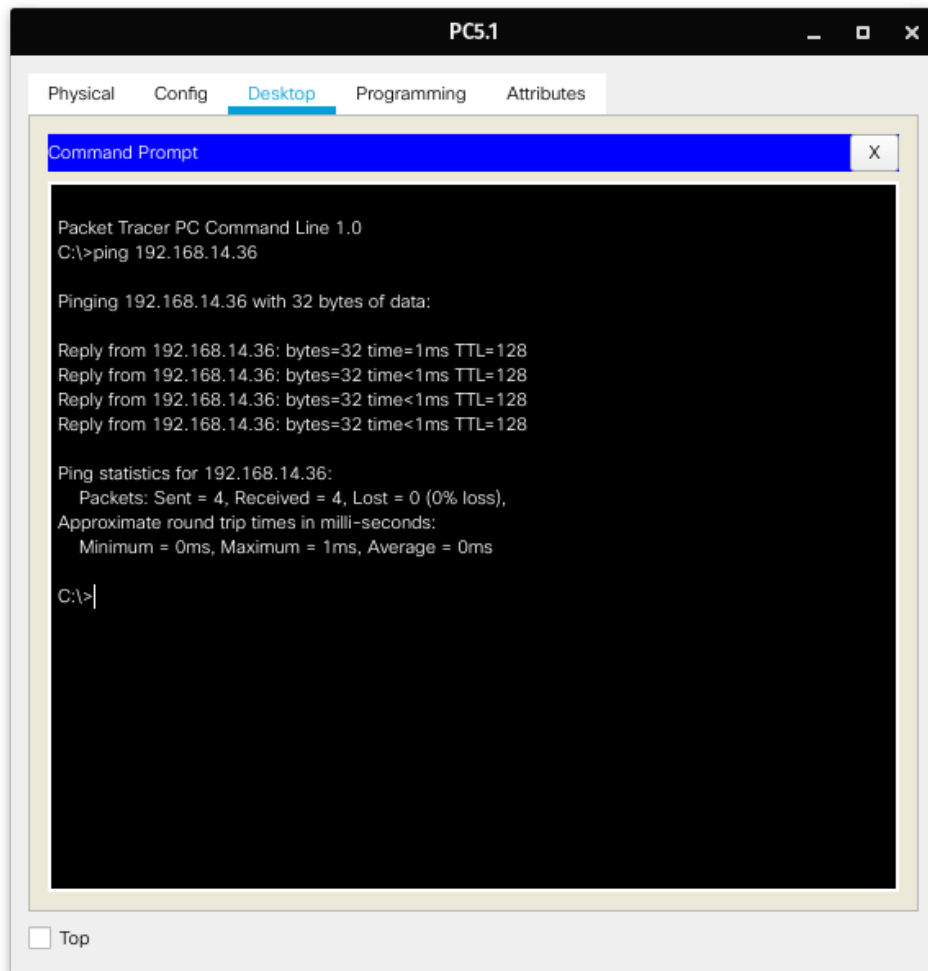 PC5.1
Physical Config Desktop Programming Attributes
Command Prompt
X
Packet Tracer PC Command Line 1.0
C:\>ping 192.168.14.36
Pinging 192.168.14.36 with 32 bytes of data:
Reply from 192.168.14.36: bytes=32 time=1ms TTL=128
Reply from 192.168.14.36: bytes=32 time<1ms TTL=128
Reply from 192.168.14.36: bytes=32 time<1ms TTL=128
Reply from 192.168.14.36: bytes=32 time<1ms TTL=128
Ping statistics for 192.168.14.36:
Packets: Sent = 4, Received = 4, Lost = 0 (0% loss),
Approximate round trip times in milli-seconds:
Minimum = 0ms, Maximum = 1ms, Average = 0ms
C:\>
Top